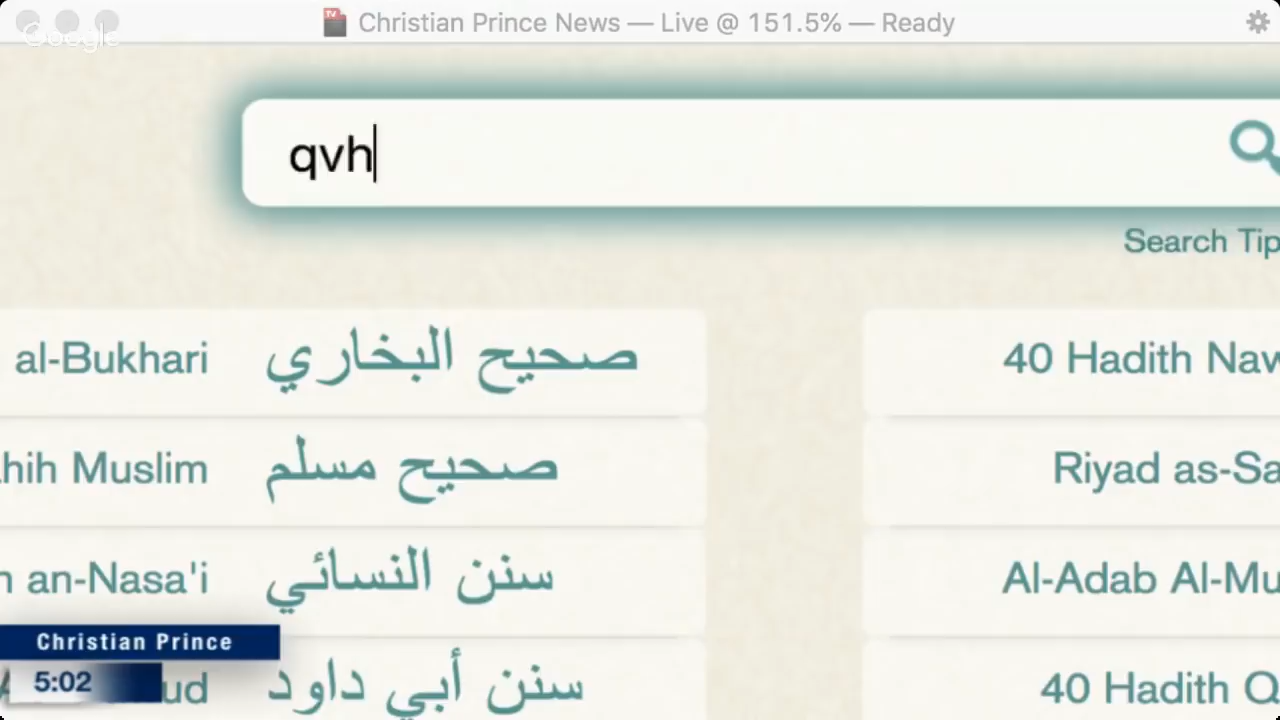 Christian Prince News — Live @ 151.5% — Ready
Google
qvh
Search Tip
al-Bukhari صحيح البخاري
40 Hadith Naw
hih Muslim صحيح مسلم
Riyad as-Sa
n an-Nasa'i سنن النسائي
Al-Adab Al-Mu
Christian Prince
5:02
ud سنن أبي داود
40 Hadith Q